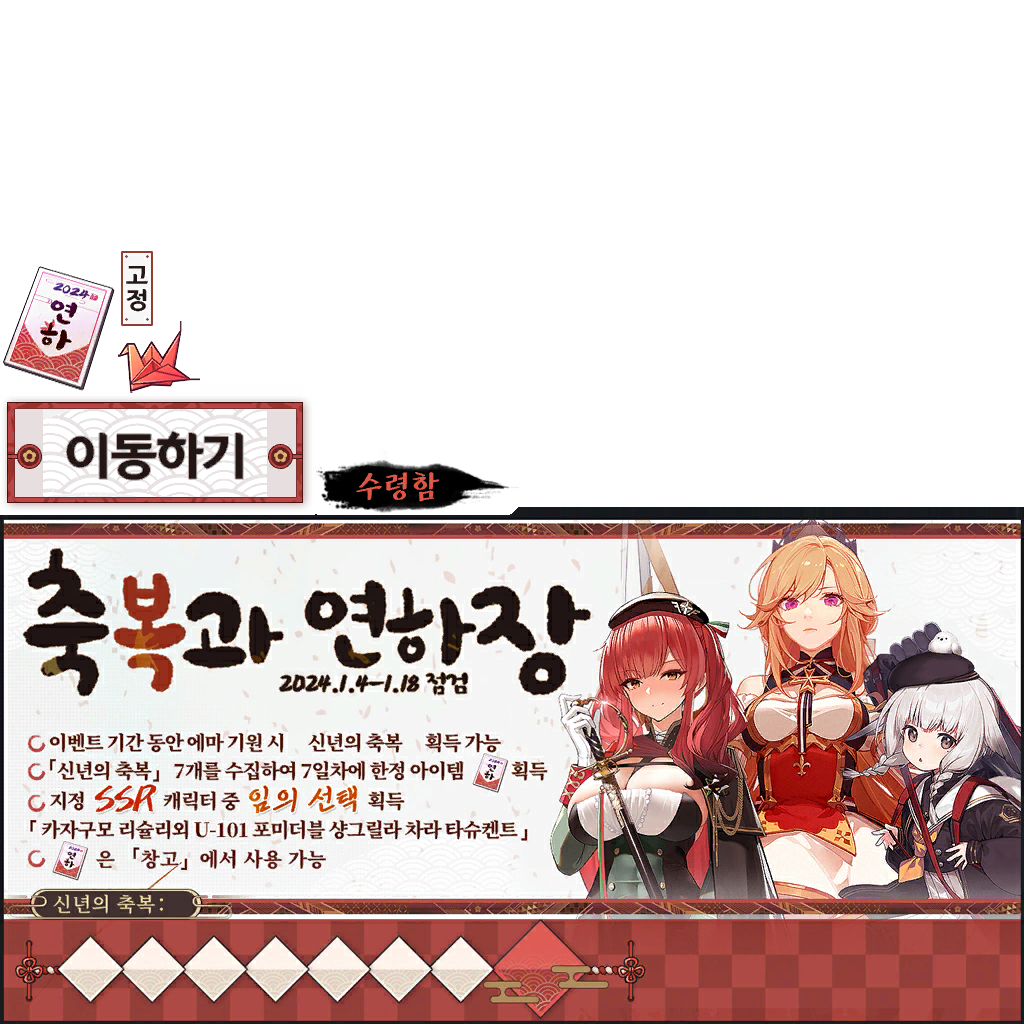 고정
2024
연하
이동하기
수령함
축복과 연하장
2024.1.4-1.18 점검
이벤트 기간 동안 에마 기원 시 신년의 축복 획득 가능
「신년의 축복」 7개를 수집하여 7일차에 한정 아이템 연하 획득
지정 SSR 캐릭터 중 임의 선택 획득
「카자구모 리슐리외 U-101 포미더블 샹그릴라 차라 타슈켄트」
연하 은 「창고」에서 사용 가능
신년의 축복: